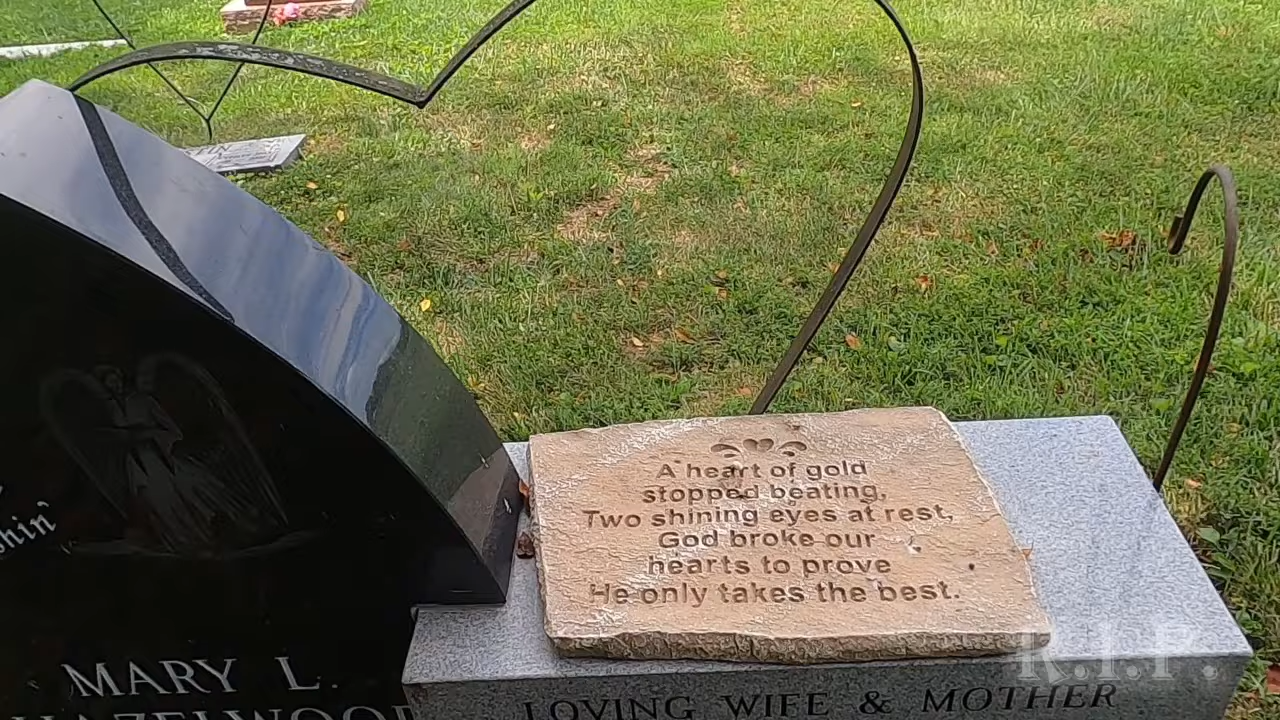 A heart of gold
stopped beating,
Two shining eyes at rest,
God broke our
hearts to prove
He only takes the best.
MARY L.
HAZELWOOD
LOVING WIFE & MOTHER
R.I.P.